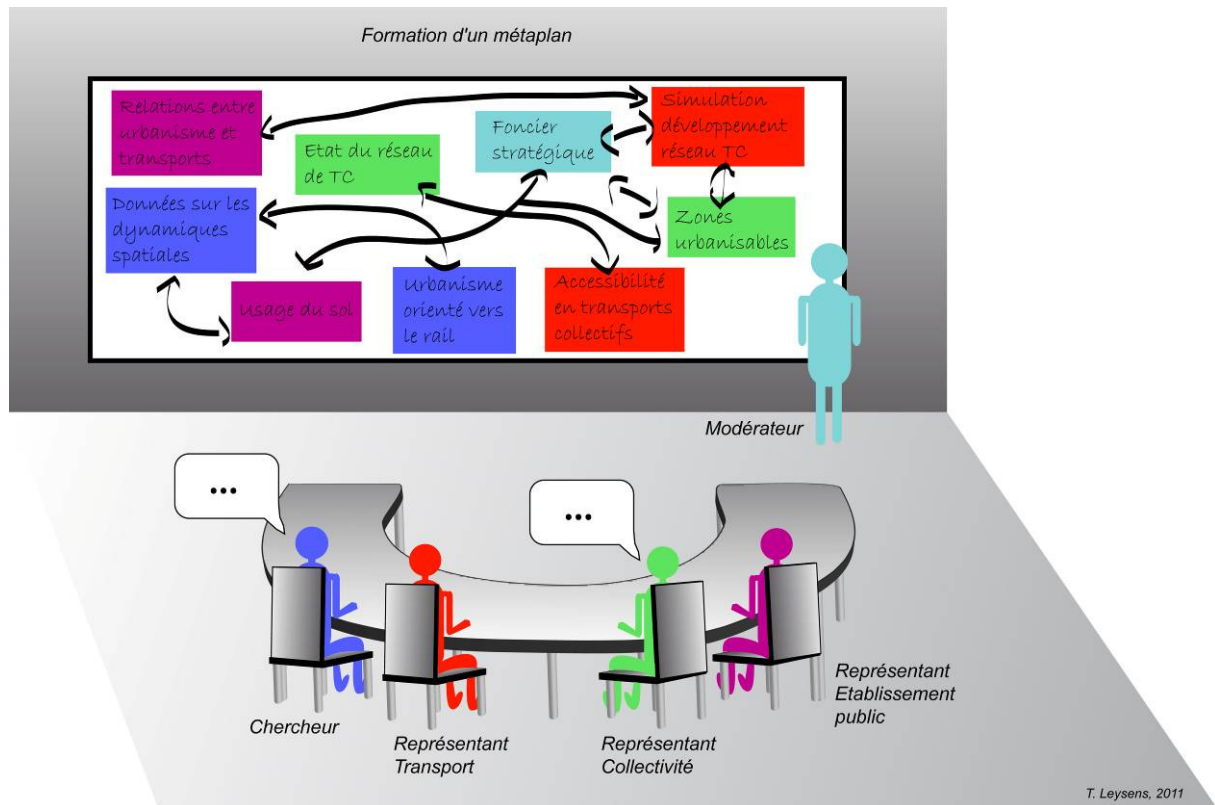 Formation d'un métaplan
Relations entre
urbanisme et
transports
Etat du réseau
de TC
Foncier
stratégique
Simulation
développement
réseau TC
Données sur les
dynamiques
spatiales
Zones
urbanisables
Usage du sol
Urbanisme
orienté vers
le rail
Accessibilité
en transports
collectifs
Modérateur
...
...
Chercheur
Représentant
Transport
Représentant
Collectivité
Représentant
Etablissement
public
T. Leysens, 2011